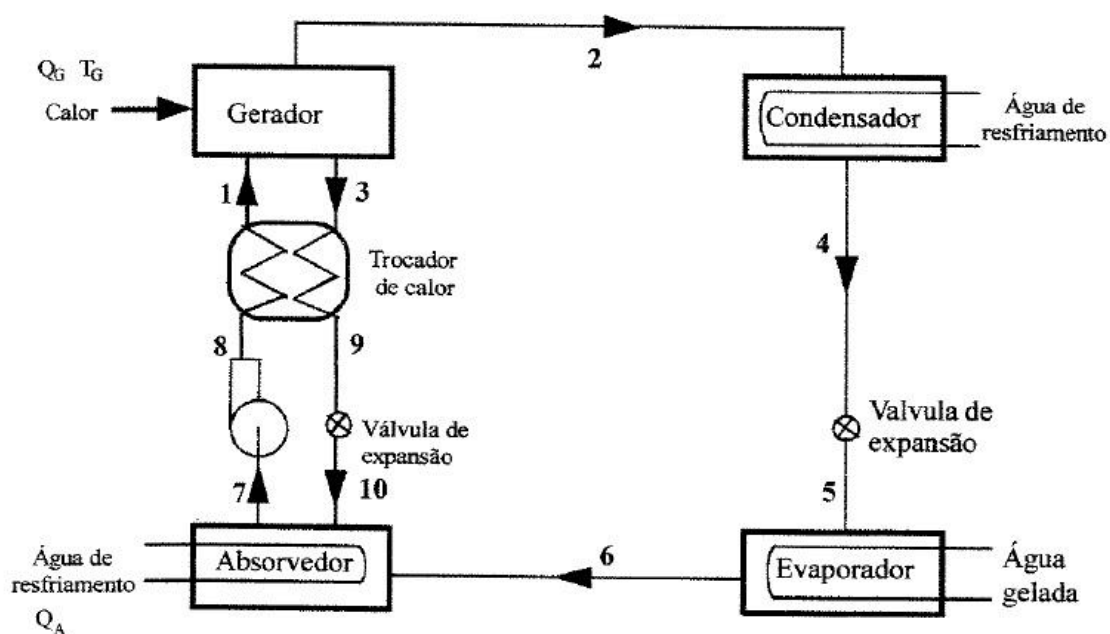 2
Q_G T_G
Calor
Gerador
Condensador
Água de
resfriamento
1
3
4
Trocador
de calor
8
9
Válvula de
expansão
Valvula de
expansão
7
10
5
6
Água de
resfriamento
Q_A
Absorvedor
Evaporador
Água
gelada